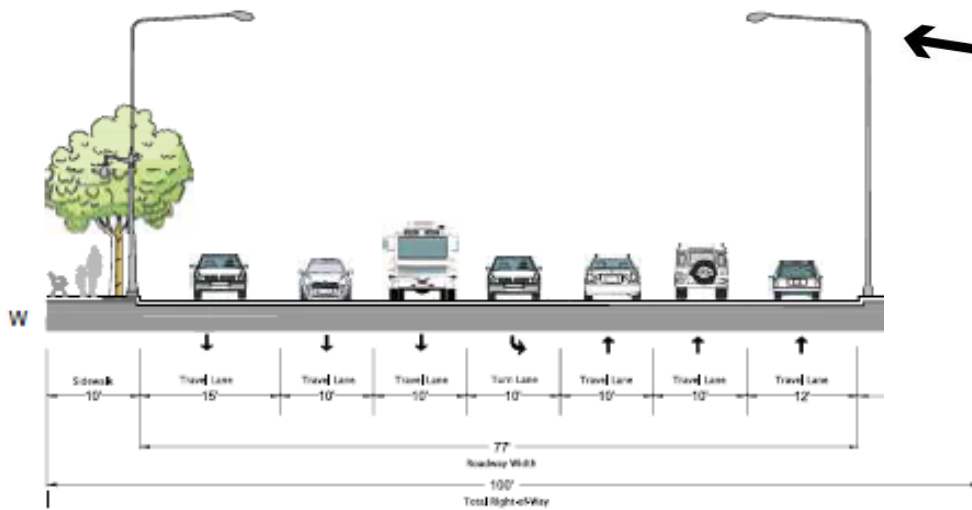 W
Sidewalk
10'
Travel Lane
15'
Travel Lane
10'
Travel Lane
10'
Turn Lane
10'
Travel Lane
10'
Travel Lane
10'
Travel Lane
12'
77'
Roadway Width
100'
Total Right-of-Way